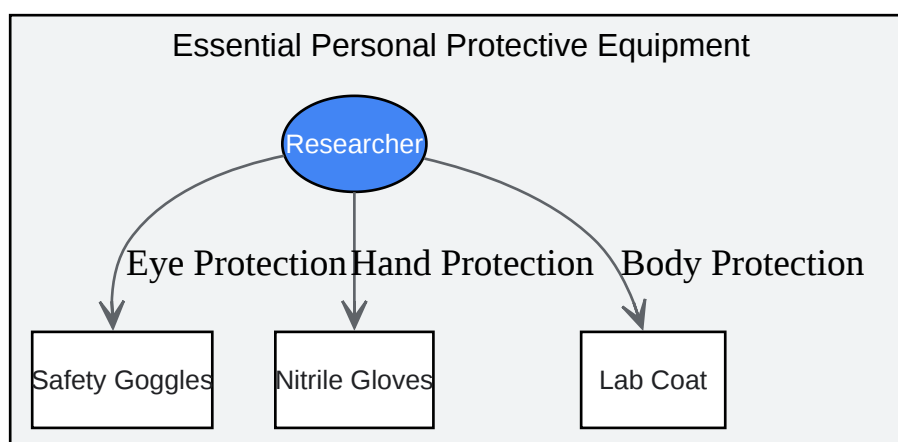 Essential Personal Protective Equipment
Researcher
Eye Protection
Hand Protection
Body Protection
Safety Goggles
Nitrile Gloves
Lab Coat